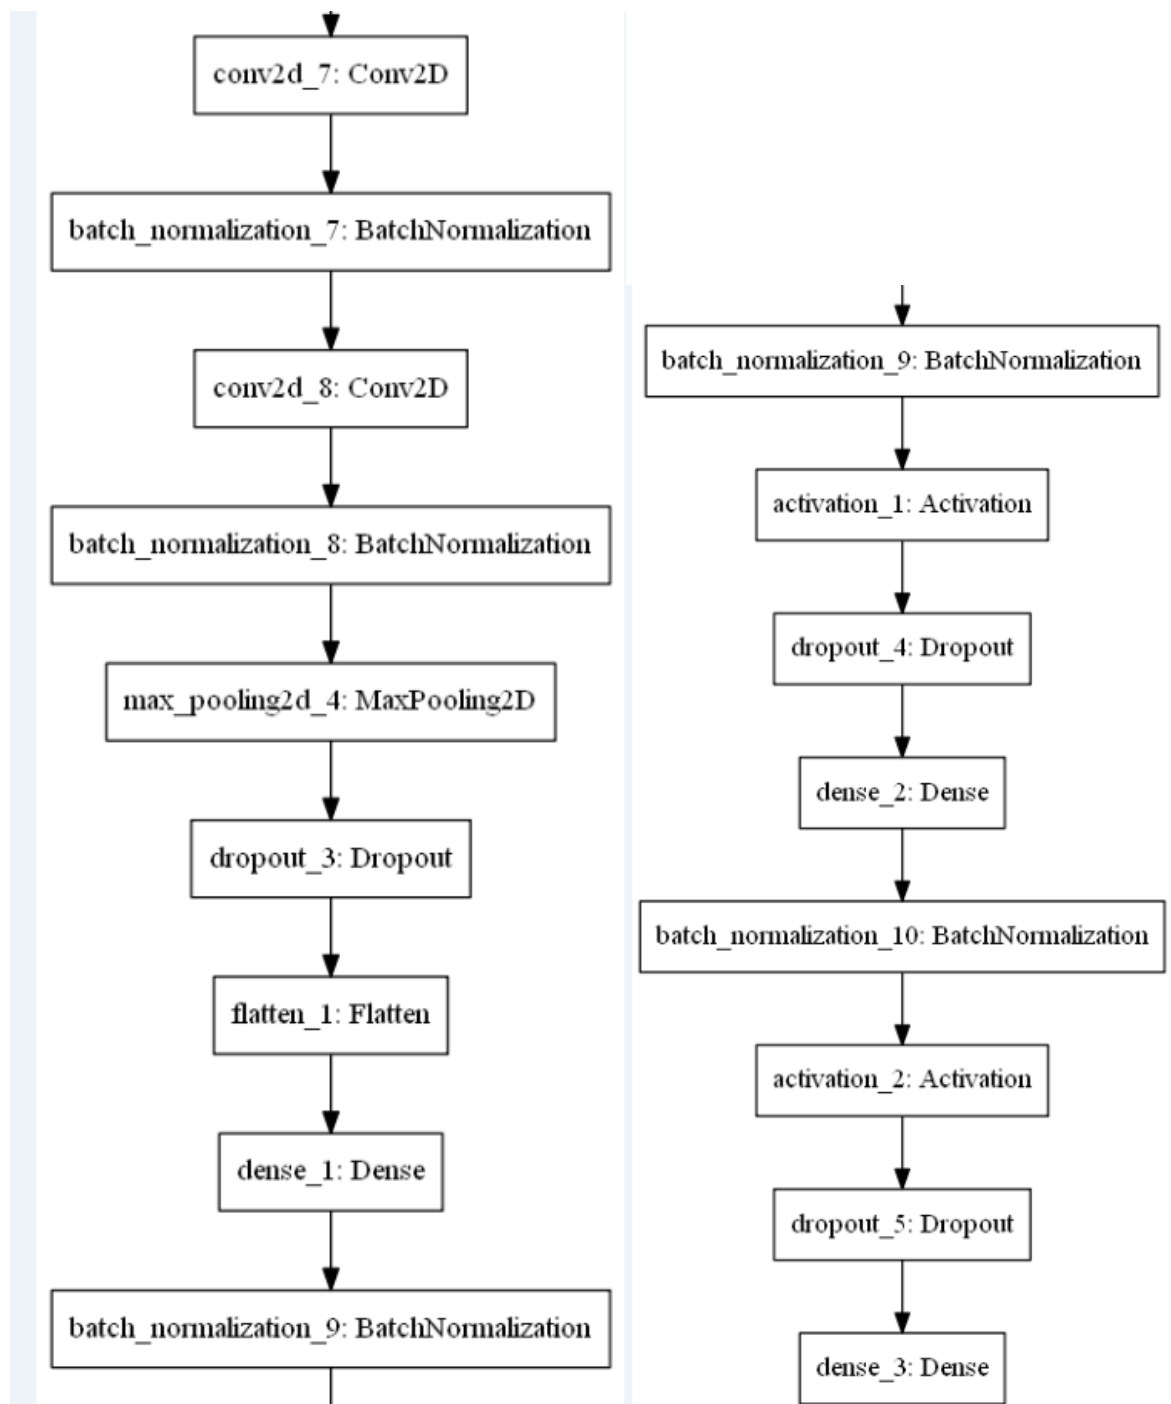 conv2d_7: Conv2D
batch_normalization_7: BatchNormalization
conv2d_8: Conv2D
batch_normalization_8: BatchNormalization
max_pooling2d_4: MaxPooling2D
dropout_3: Dropout
flatten_1: Flatten
dense_1: Dense
batch_normalization_9: BatchNormalization
batch_normalization_9: BatchNormalization
activation_1: Activation
dropout_4: Dropout
dense_2: Dense
batch_normalization_10: BatchNormalization
activation_2: Activation
dropout_5: Dropout
dense_3: Dense